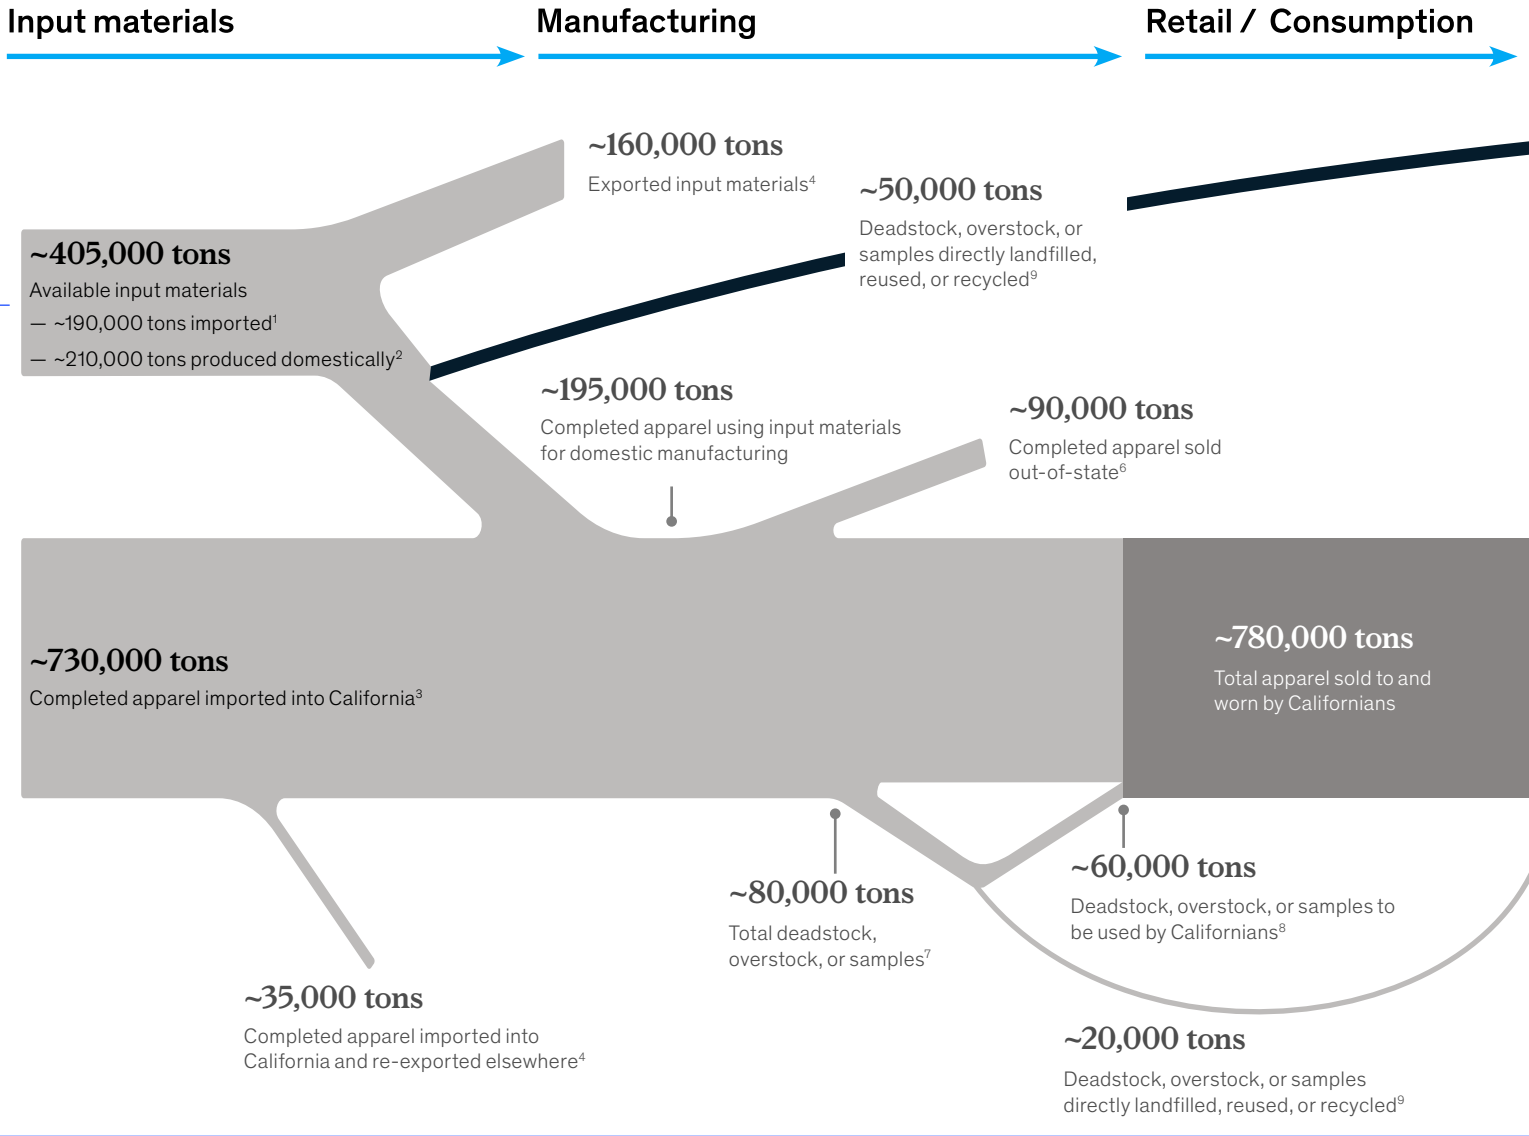 Input materials
Manufacturing
Retail / Consumption
~160,000 tons
Exported input materials⁴
~50,000 tons
Deadstock, overstock, or
samples directly landfilled,
reused, or recycled⁹
~405,000 tons
Available input materials
— ~190,000 tons imported¹
— ~210,000 tons produced domestically²
~195,000 tons
Completed apparel using input materials
for domestic manufacturing
~90,000 tons
Completed apparel sold
out-of-state⁶
~730,000 tons
Completed apparel imported into California³
~780,000 tons
Total apparel sold to and
worn by Californians
~80,000 tons
Total deadstock,
overstock, or samples⁷
~60,000 tons
Deadstock, overstock, or samples to
be used by Californians⁸
~35,000 tons
Completed apparel imported into
California and re-exported elsewhere⁴
~20,000 tons
Deadstock, overstock, or samples
directly landfilled, reused, or recycled⁹